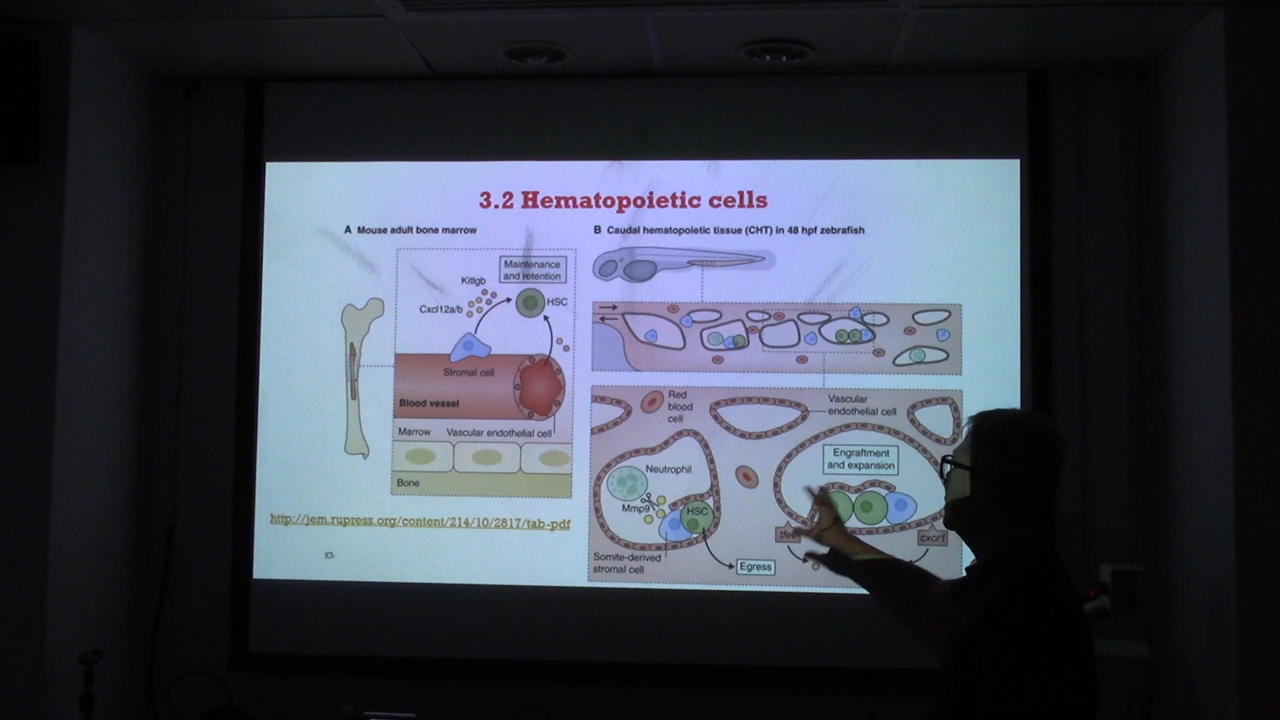 3.2 Hematopoietic cells
A Mouse adult bone marrow
Maintenance
and retention
Kitlgb
Cxcl12a/b
HSC
Stromal cell
Blood vessel
Marrow
Vascular endothelial cell
Bone
http://jem.rupress.org/content/214/10/2817/tab-pdf
B Caudal hematopoietic tissue (CHT) in 48 hpf zebrafish
Red
blood
cell
Vascular
endothelial cell
Engraftment
and expansion
Neutrophil
Mmp9
HSC
Somite-derived
stromal cell
Egress
cxcr1